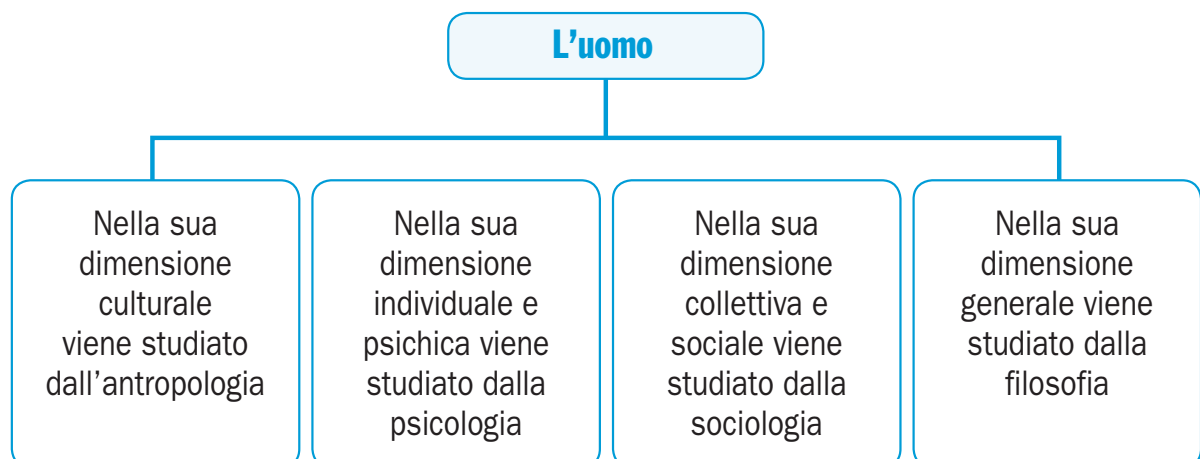 L'uomo
Nella sua
dimensione
culturale
viene studiato
dall'antropologia
Nella sua
dimensione
individuale e
psichica viene
studiato dalla
psicologia
Nella sua
dimensione
collettiva e
sociale viene
studiato dalla
sociologia
Nella sua
dimensione
generale viene
studiato dalla
filosofia